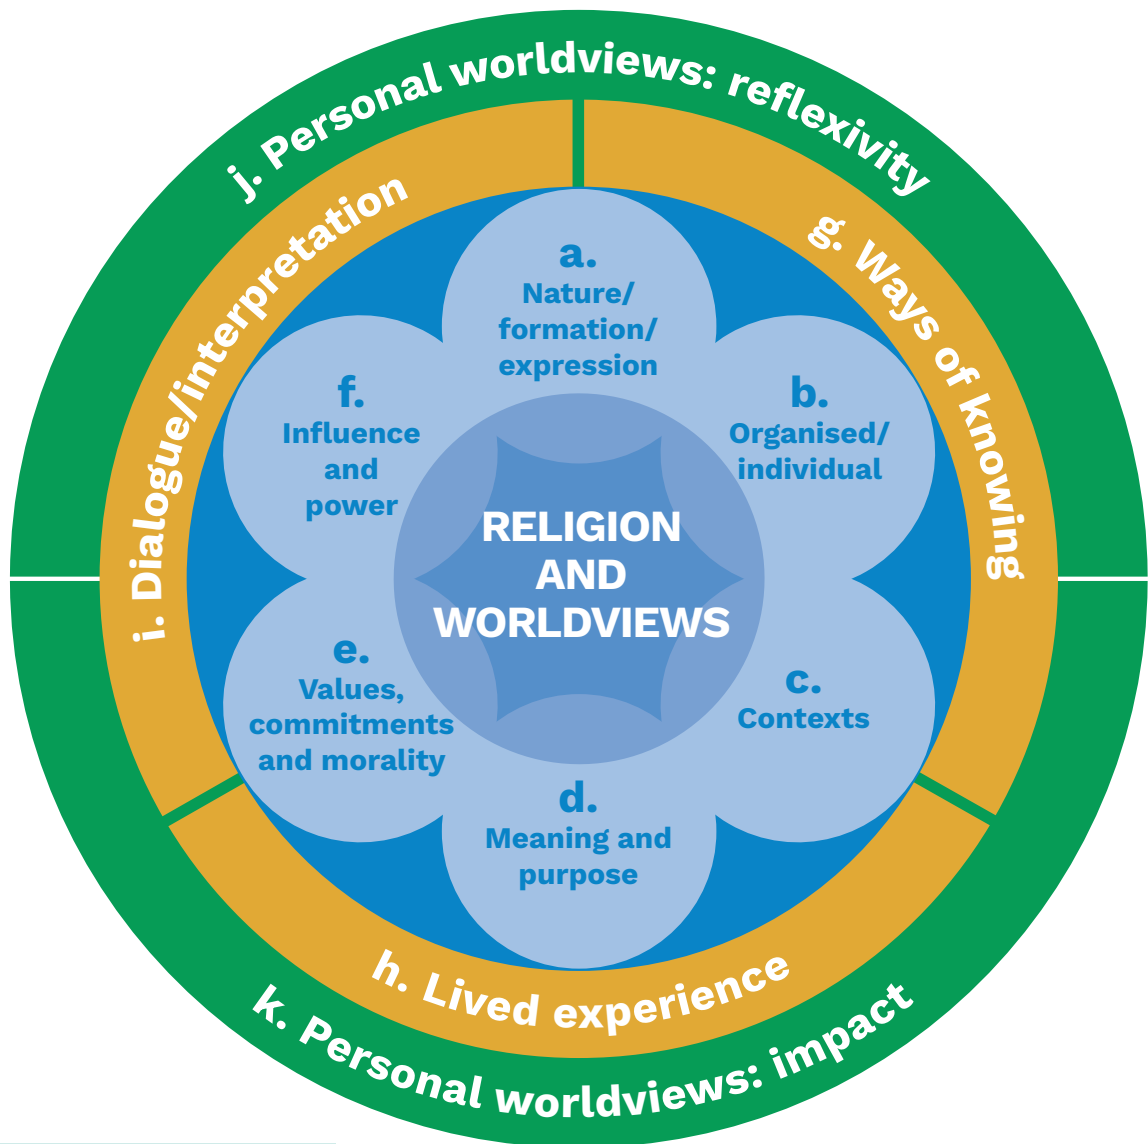 j. Personal worldviews: reflexivity
i. Dialogue/interpretation
g. Ways of knowing
a.
Nature/
formation/
expression
b.
Organised/
individual
c.
Contexts
d.
Meaning and
purpose
e.
Values,
commitments
and morality
f.
Influence
and
power
RELIGION
AND
WORLDVIEWS
h. Lived experience
k. Personal worldviews: impact